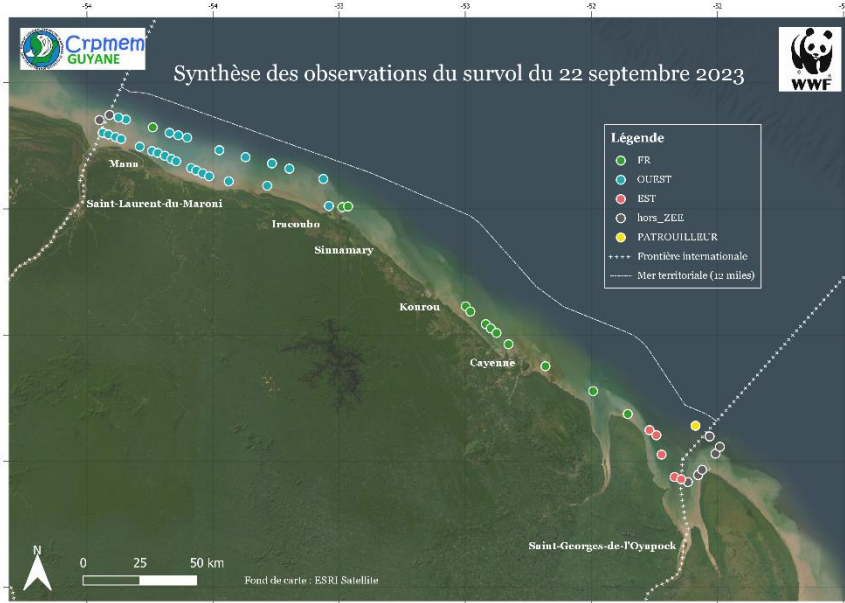 -54
-54
-53
-53
-52
-52
-5
Crpmem
GUYANE
Synthèse des observations du survol du 22 septembre 2023
WWF
Légende
FR
OUEST
EST
hors_ZEE
PATROUILLEUR
Frontière internationale
Mer territoriale (12 miles)
Mana
Saint-Laurent-du-Maroni
Iracoubo
Sinnamary
Kourou
Cayenne
Saint-Georges-de-l'Oyapock
N
0 25 50 km
Fond de carte : ESRI Satellite